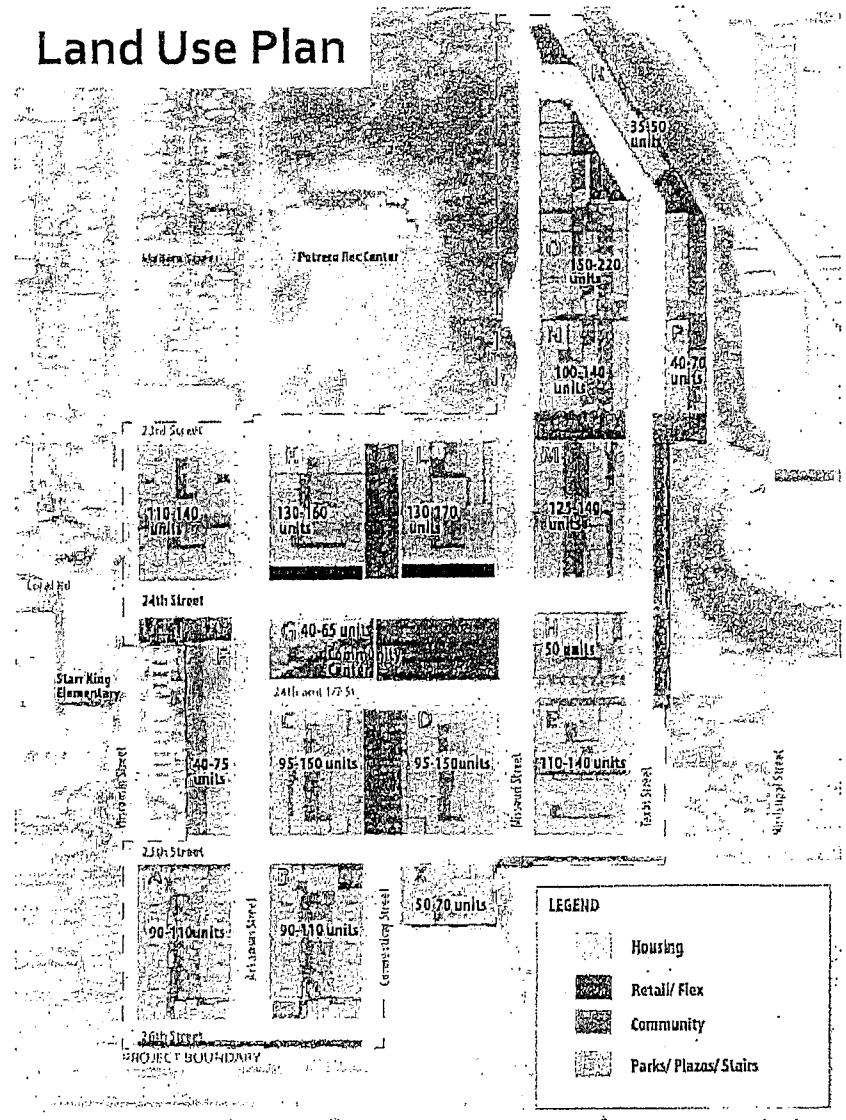 Land Use Plan
35-50
units
Madera Street
Potrero Rec Center
O
150-220
units
N
100-140
units
P
40-70
units
23rd Street
L
M
110-140
units
130-160
units
130-170
units
125-140
units
24th Street
G 40-65 units
Community
Center
H
50 units
Starr King
Elementary
24th and 1/2 St
F
C
D
E
40-75
units
95-150 units
95-150 units
110-140 units
Wisconsin Street
Missouri Street
Texas Street
Mississippi Street
25th Street
A
B
X
90-110 units
90-110 units
50-70 units
Arkansas Street
Connecticut Street
26th Street
PROJECT BOUNDARY
LEGEND
Housing
Retail/ Flex
Community
Parks/ Plazas/ Stairs